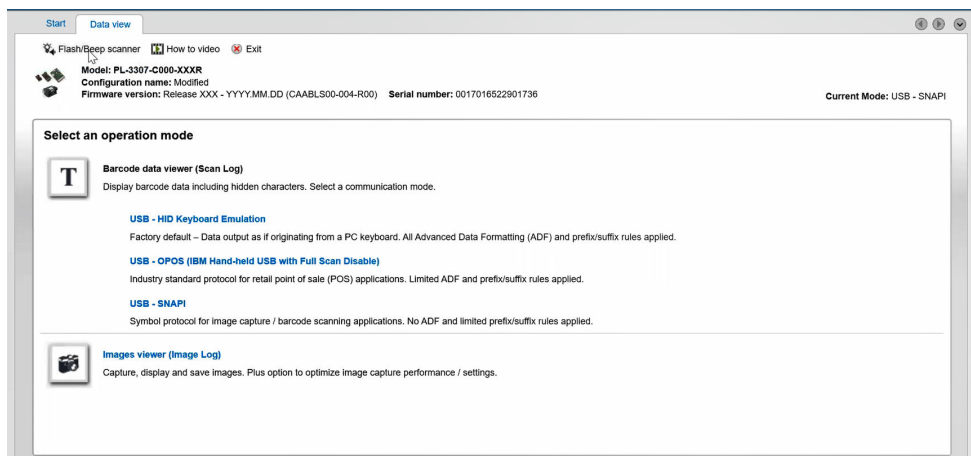 Start Data view
Flash/Beep scanner How to video Exit
Model: PL-3307-C000-XXXR
Configuration name: Modified
Firmware version: Release XXX - YYYY.MM.DD (CAABLS00-004-R00) Serial number: 0017016522901736 Current Mode: USB - SNAPI
Select an operation mode
T
Barcode data viewer (Scan Log)
Display barcode data including hidden characters. Select a communication mode.
USB - HID Keyboard Emulation
Factory default – Data output as if originating from a PC keyboard. All Advanced Data Formatting (ADF) and prefix/suffix rules applied.
USB - OPOS (IBM Hand-held USB with Full Scan Disable)
Industry standard protocol for retail point of sale (POS) applications. Limited ADF and prefix/suffix rules applied.
USB - SNAPI
Symbol protocol for image capture / barcode scanning applications. No ADF and limited prefix/suffix rules applied.
Images viewer (Image Log)
Capture, display and save images. Plus option to optimize image capture performance / settings.